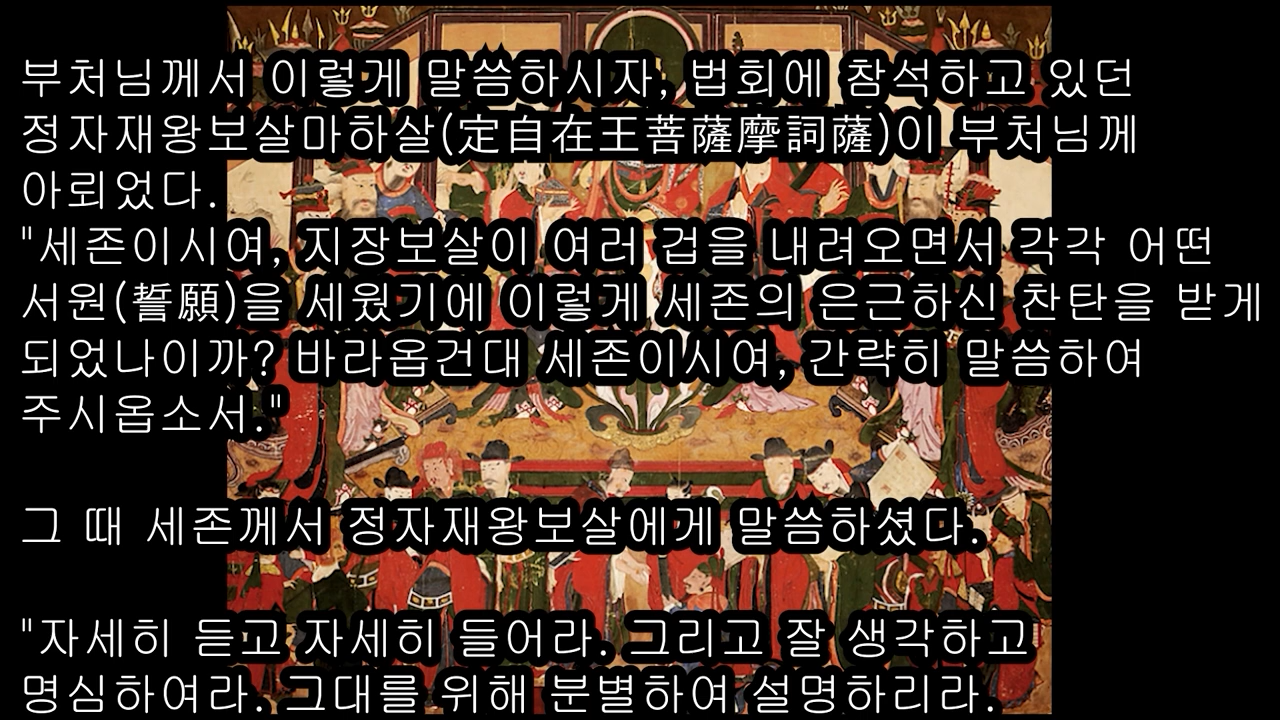 부처님께서 이렇게 말씀하시자, 법회에 참석하고 있던
정자재왕보살마하살(定自在王菩薩摩訶薩)이 부처님께
아뢰었다.
"세존이시여, 지장보살이 여러 겁을 내려오면서 각각 어떤
서원(誓願)을 세웠기에 이렇게 세존의 은근하신 찬탄을 받게
되었나이까? 바라옵건대 세존이시여, 간략히 말씀하여
주시옵소서."
그 때 세존께서 정자재왕보살에게 말씀하셨다.
"자세히 듣고 자세히 들어라. 그리고 잘 생각하고
명심하여라. 그대를 위해 분별하여 설명하리라.